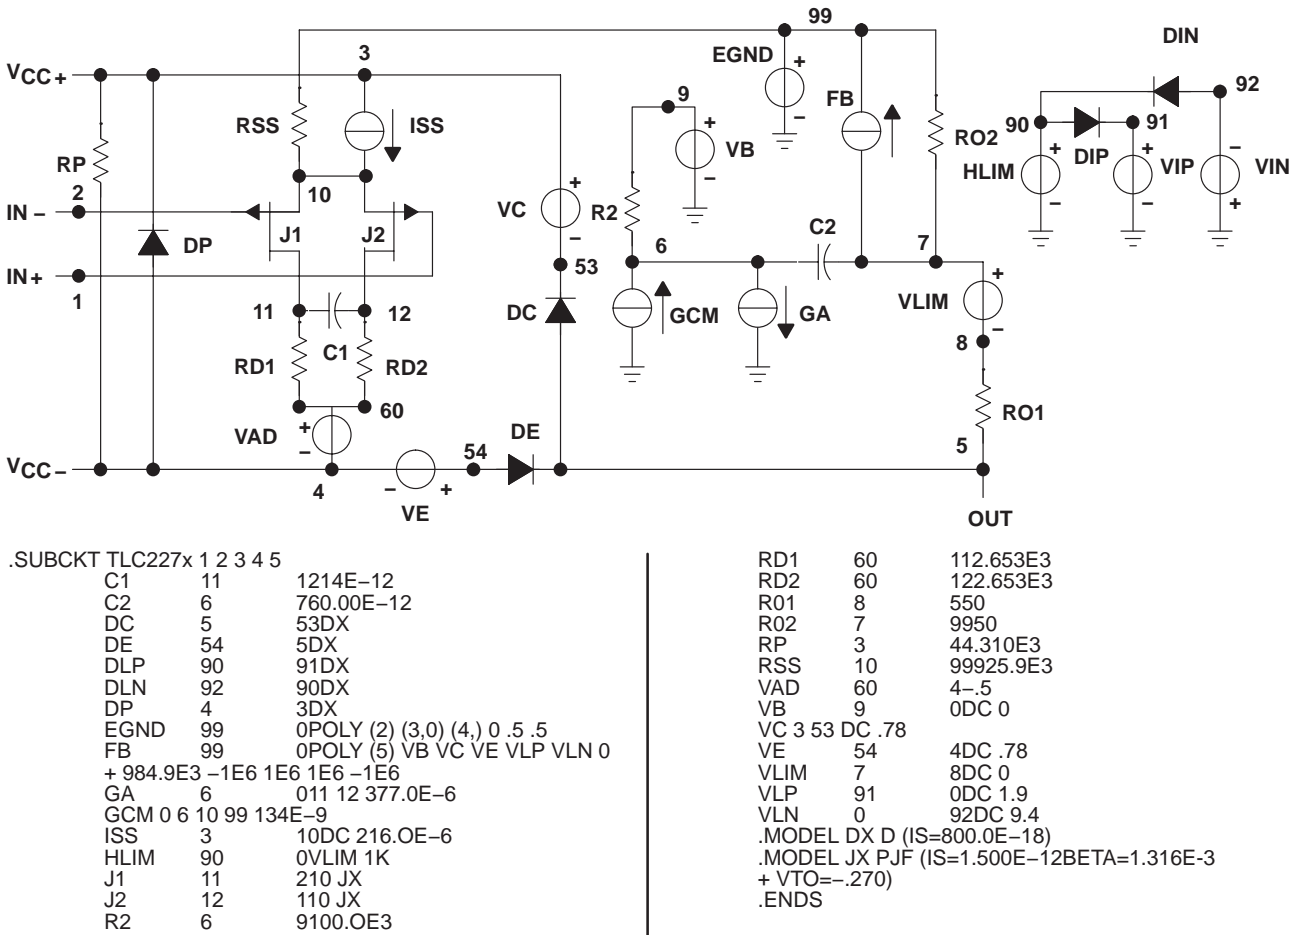 99
DIN
3
EGND
+
–
VCC+
9
FB
92
RSS
ISS
+
VB
–
RO2
90
91
RP
DIP
+
HLIM
–
+
VIP
–
–
VIN
+
2
10
VC
+
–
R2
IN –
J1
J2
C2
DP
6
7
IN+
53
+
VLIM
–
1
11
12
DC
GCM
GA
8
C1
RD1
RD2
60
RO1
VAD
+
–
DE
54
5
VCC–
4
–
+
VE
OUT
.SUBCKT TLC227x 1 2 3 4 5
C1 11 1214E–12
C2 6 760.00E–12
DC 5 53DX
DE 54 5DX
DLP 90 91DX
DLN 92 90DX
DP 4 3DX
EGND 99 0POLY (2) (3,0) (4,) 0 .5 .5
FB 99 0POLY (5) VB VC VE VLP VLN 0
+ 984.9E3 –1E6 1E6 1E6 –1E6
GA 6 011 12 377.0E–6
GCM 0 6 10 99 134E–9
ISS 3 10DC 216.OE–6
HLIM 90 0VLIM 1K
J1 11 210 JX
J2 12 110 JX
R2 6 9100.OE3
RD1 60 112.653E3
RD2 60 122.653E3
R01 8 550
R02 7 9950
RP 3 44.310E3
RSS 10 99925.9E3
VAD 60 4–.5
VB 9 0DC 0
VC 3 53 DC .78
VE 54 4DC .78
VLIM 7 8DC 0
VLP 91 0DC 1.9
VLN 0 92DC 9.4
.MODEL DX D (IS=800.0E–18)
.MODEL JX PJF (IS=1.500E–12BETA=1.316E-3
+ VTO=–.270)
.ENDS